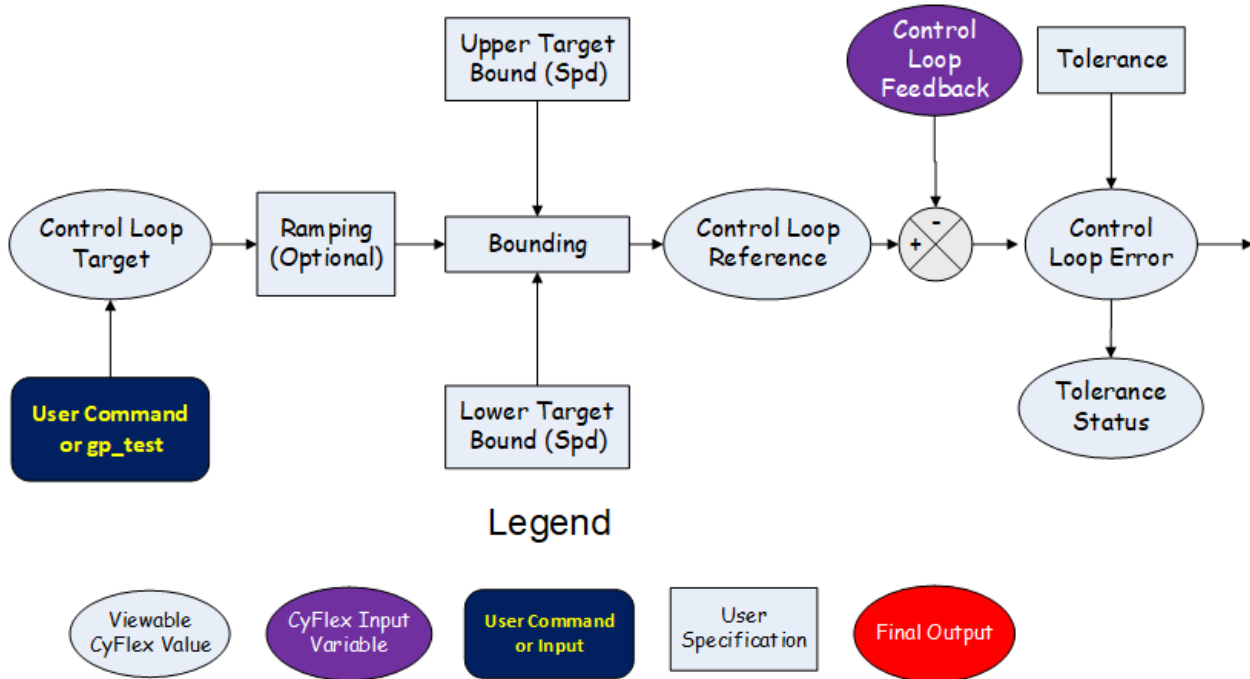 Upper Target
Bound (Spd)
Control
Loop
Feedback
Tolerance
Control Loop
Target
Ramping
(Optional)
Bounding
Control Loop
Reference
-
+
Control
Loop Error
User Command
or gp_test
Lower Target
Bound (Spd)
Tolerance
Status
Legend
Viewable
CyFlex Value
CyFlex Input
Variable
User Command
or Input
User
Specification
Final Output